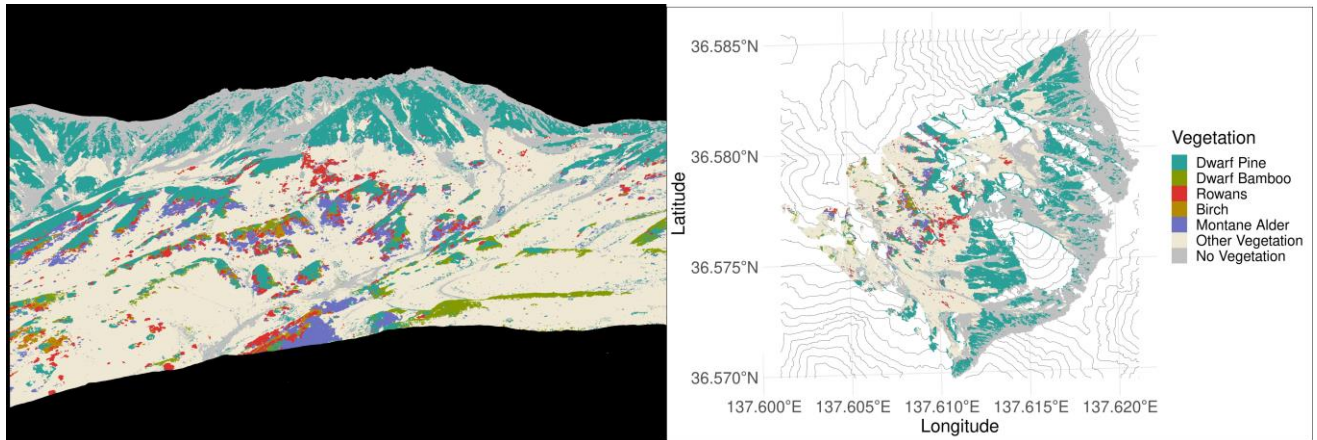 36.585°N
36.580°N
36.575°N
36.570°N
Latitude
137.600°E 137.605°E 137.610°E 137.615°E 137.620°E
Longitude
Vegetation
Dwarf Pine
Dwarf Bamboo
Rowans
Birch
Montane Alder
Other Vegetation
No Vegetation